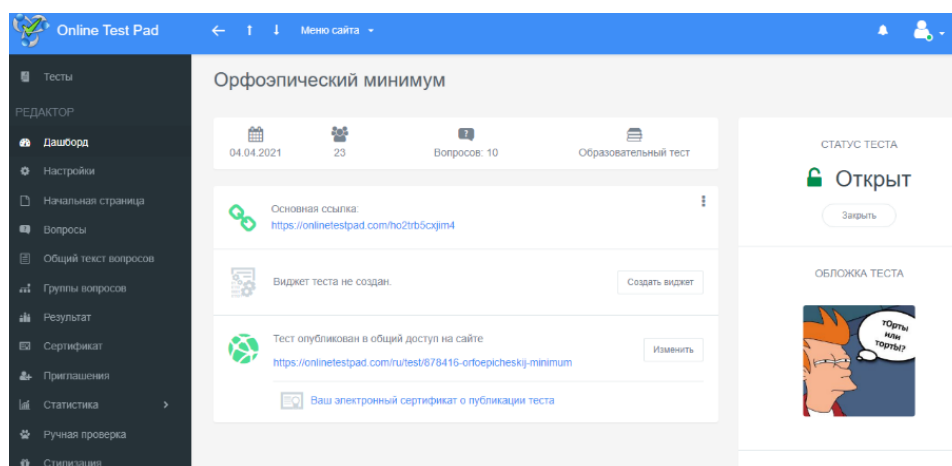 Online Test Pad
Меню сайта
Тесты
РЕДАКТОР
Дашборд
Настройки
Начальная страница
Вопросы
Общий текст вопросов
Группы вопросов
Результат
Сертификат
Приглашения
Статистика
Ручная проверка
Стилизация
Орфоэпический минимум
04.04.2021
23
Вопросов: 10
Образовательный тест
Основная ссылка:
https://onlinetestpad.com/ho2trb5cxjim4
Виджет теста не создан.
Создать виджет
Тест опубликован в общий доступ на сайте
https://onlinetestpad.com/ru/test/878416-orfoepicheskij-minimum
Изменить
Ваш электронный сертификат о публикации теста
СТАТУС ТЕСТА
Открыт
Закрыть
ОБЛОЖКА ТЕСТА
тОрты
или
торты́?